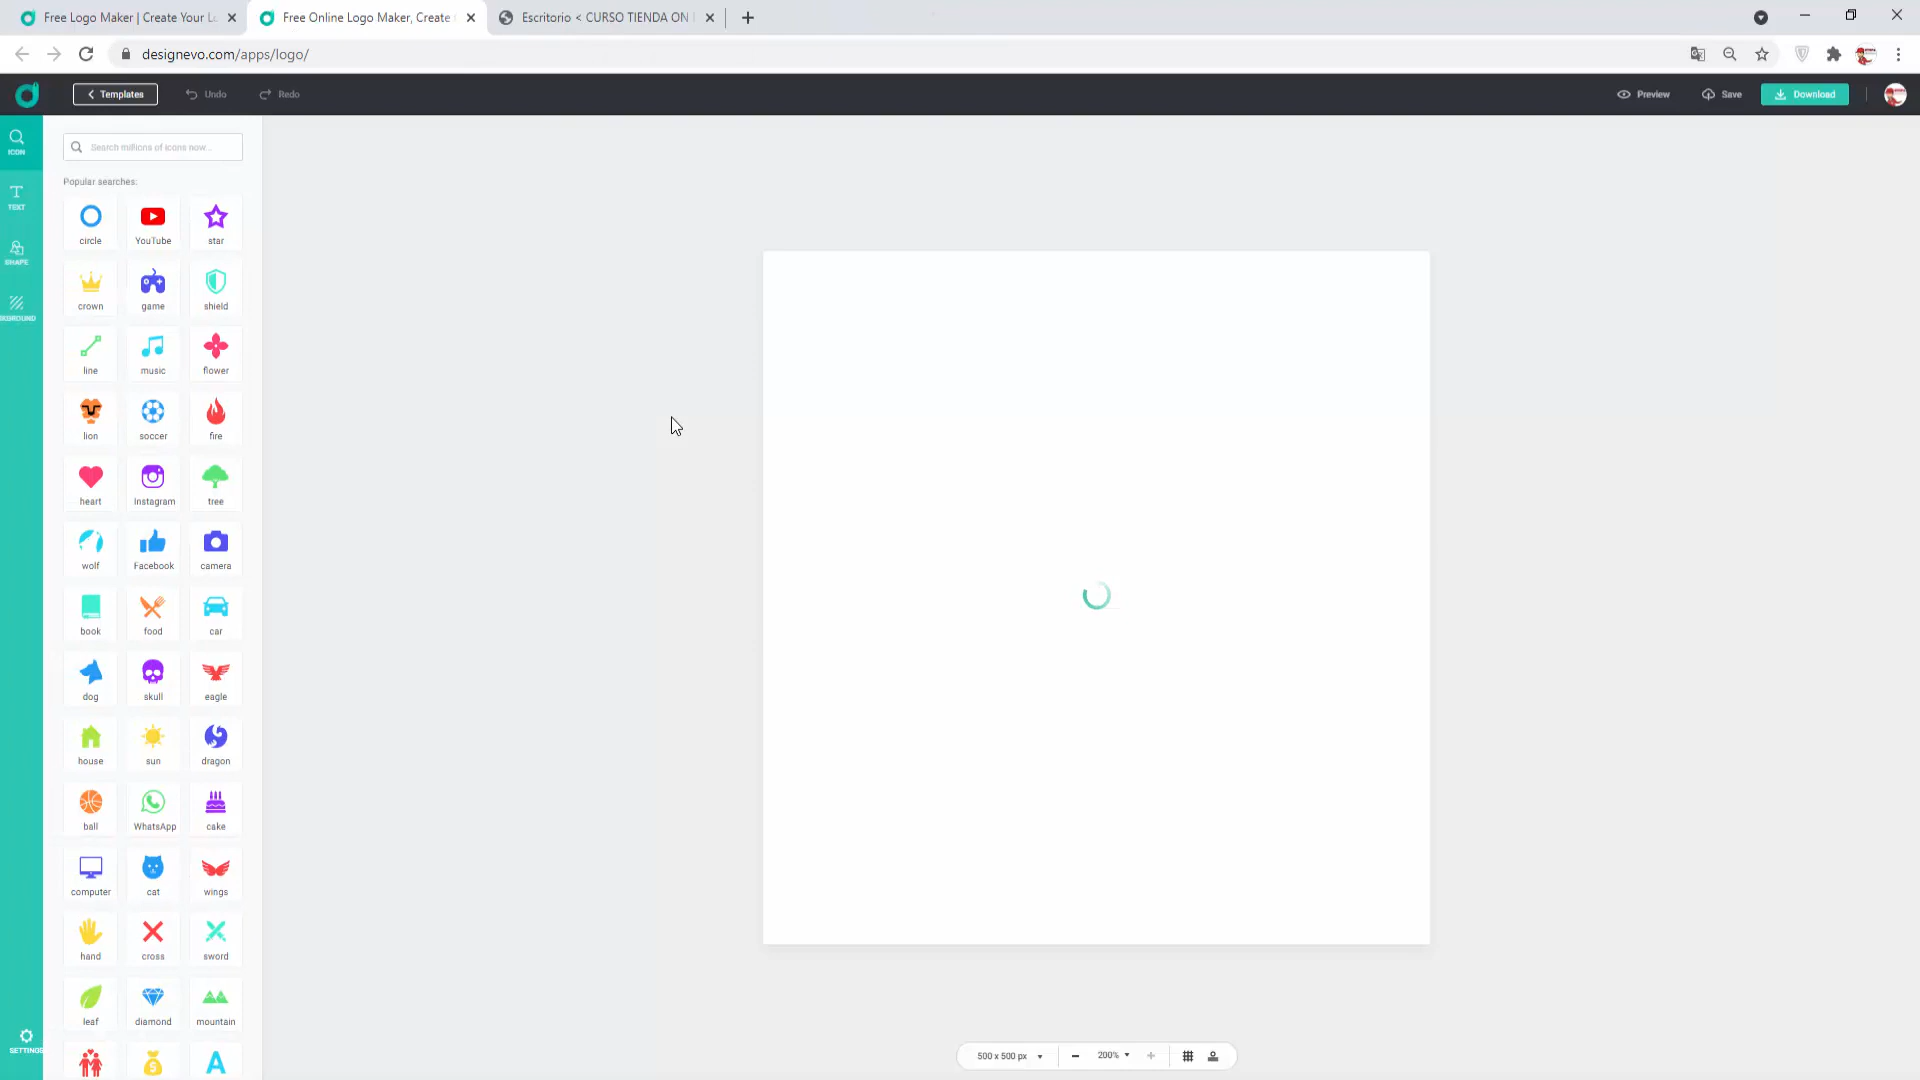 Free Logo Maker | Create Your Lo
Free Online Logo Maker, Create
Escritorio < CURSO TIENDA ON
designevo.com/apps/logo/
Templates
Undo
Redo
Preview
Save
Download
ICON
TEXT
SHAPE
KGROUND
SETTINGS
Search millions of icons now...
Popular searches:
circle YouTube star
crown game shield
line music flower
lion soccer fire
heart Instagram tree
wolf Facebook camera
book food car
dog skull eagle
house sun dragon
ball WhatsApp cake
computer cat wings
hand cross sword
leaf diamond mountain
500 x 500 px
200%